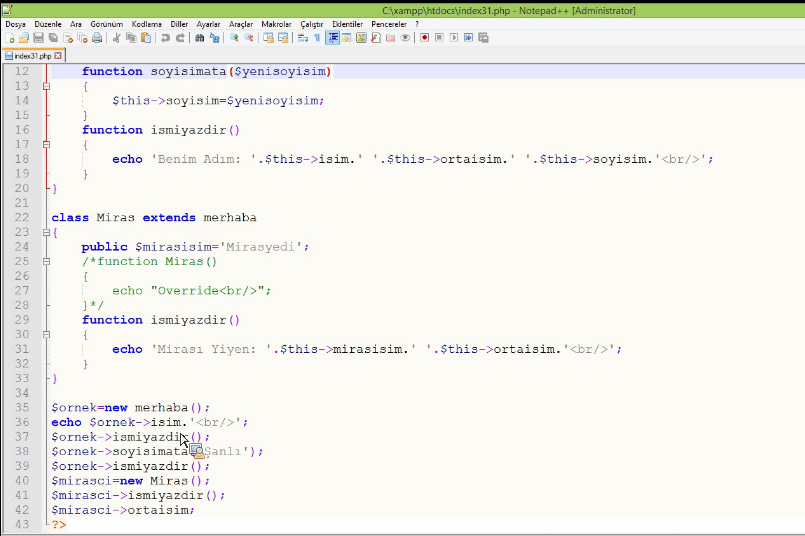 C:\xampp\htdocs\index31.php - Notepad++ [Administrator]
Dosya Düzenle Ara Görünüm Kodlama Diller Ayarlar Araçlar Makrolar Çalıştır Eklentiler Pencereler ?
index31.php
12 function soyisimata($yenisoyisim)
13 {
14 $this->soyisim=$yenisoyisim;
15 }
16 function ismiyazdir()
17 {
18 echo 'Benim Adım: '.$this->isim.' '.$this->ortaisim.' '.$this->soyisim.'<br/>';
19 }
20 }
21
22 class Miras extends merhaba
23 {
24 public $mirasisim='Mirasyedi';
25 /*function Miras()
26 {
27 echo "Override<br/>";
28 }*/
29 function ismiyazdir()
30 {
31 echo 'Mirası Yiyen: '.$this->mirasisim.' '.$this->ortaisim.'<br/>';
32 }
33 }
34
35 $ornek=new merhaba();
36 echo $ornek->isim.'<br/>';
37 $ornek->ismiyazdir();
38 $ornek->soyisimata Şanlı');
39 $ornek->ismiyazdir();
40 $mirasci=new Miras();
41 $mirasci->ismiyazdir();
42 $mirasci->ortaisim;
43 ?>